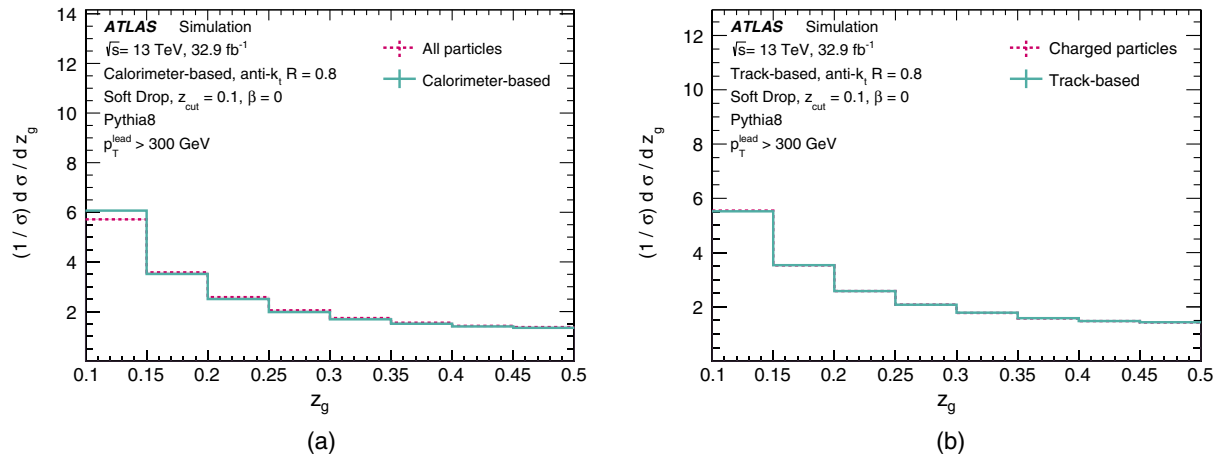 ATLAS Simulation
√s= 13 TeV, 32.9 fb⁻¹
Calorimeter-based, anti-kₜ R = 0.8
Soft Drop, z_cut = 0.1, β = 0
Pythia8
p_T^lead > 300 GeV
All particles
Calorimeter-based
(1 / σ) d σ / d z_g
14
12
10
8
6
4
2
0.1 0.15 0.2 0.25 0.3 0.35 0.4 0.45 0.5
z_g
(a)
ATLAS Simulation
√s= 13 TeV, 32.9 fb⁻¹
Track-based, anti-kₜ R = 0.8
Soft Drop, z_cut = 0.1, β = 0
Pythia8
p_T^lead > 300 GeV
Charged particles
Track-based
(1 / σ) d σ / d z_g
12
10
8
6
4
2
0.1 0.15 0.2 0.25 0.3 0.35 0.4 0.45 0.5
z_g
(b)